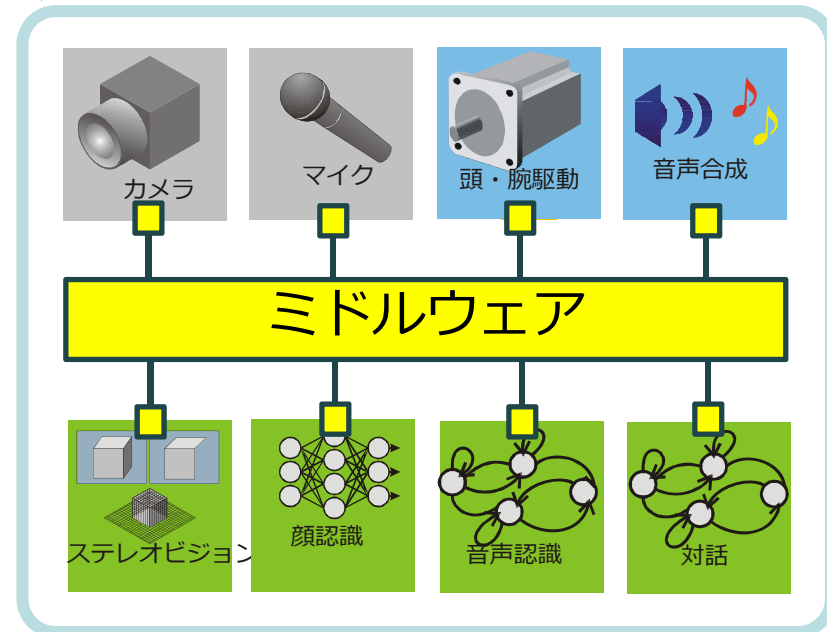 カメラ
マイク
頭・腕駆動
音声合成
ミドルウェア
ステレオビジョン
顔認識
音声認識
対話